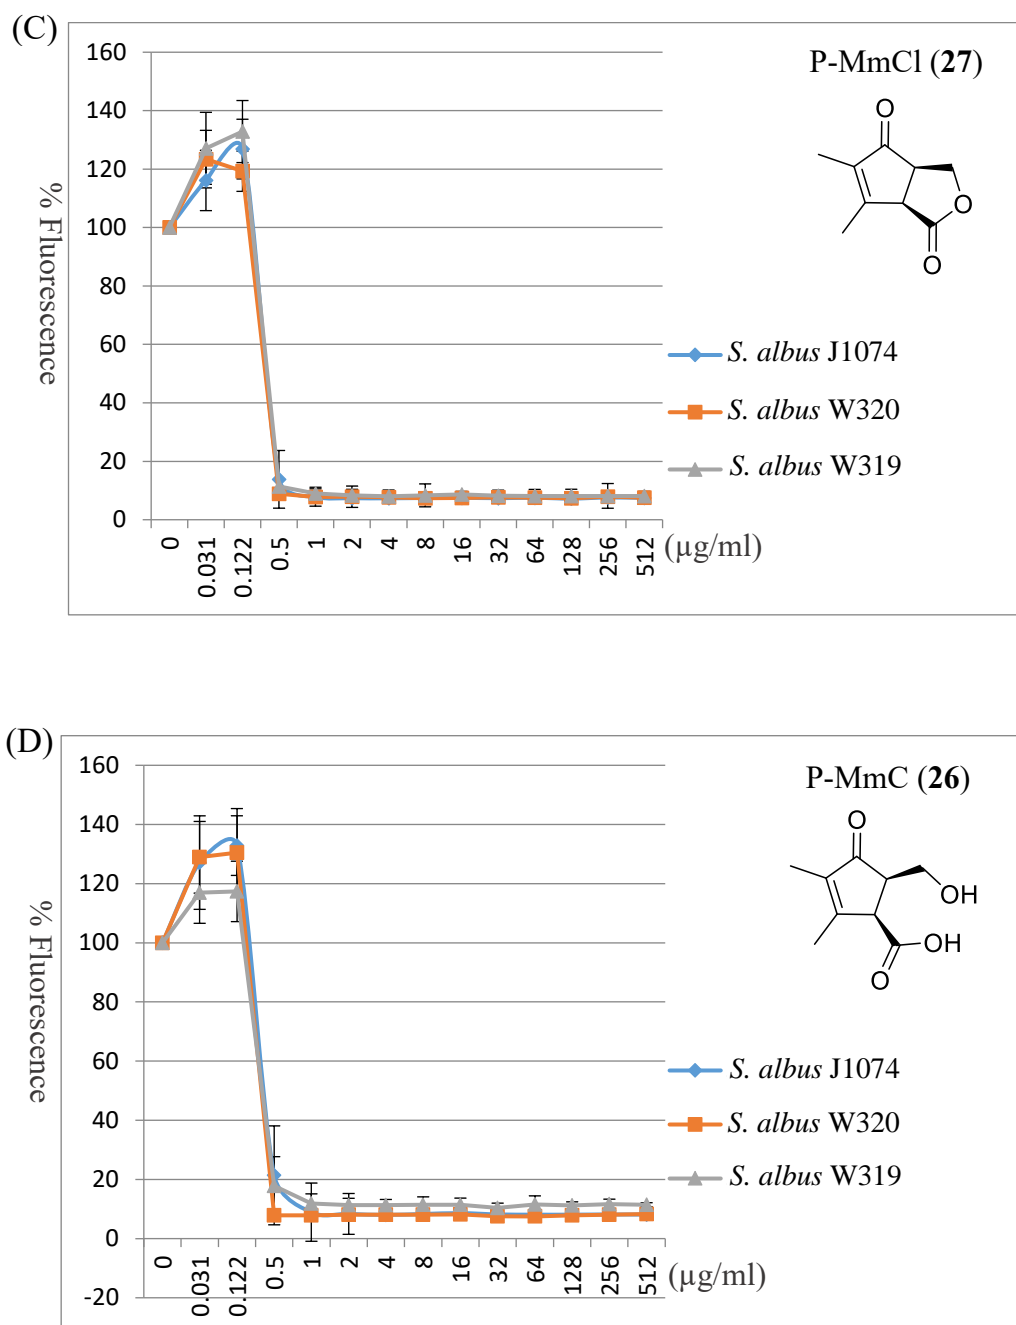 (C)
P-MmCl (27)
% Fluorescence
160
140
120
100
80
60
40
20
0
0 0.031 0.122 0.5 1 2 4 8 16 32 64 128 256 512 (µg/ml)
O
O
O
S. albus J1074
S. albus W320
S. albus W319
(D)
P-MmC (26)
% Fluorescence
160
140
120
100
80
60
40
20
0
-20
0 0.031 0.122 0.5 1 2 4 8 16 32 64 128 256 512 (µg/ml)
O
OH
OH
O
S. albus J1074
S. albus W320
S. albus W319